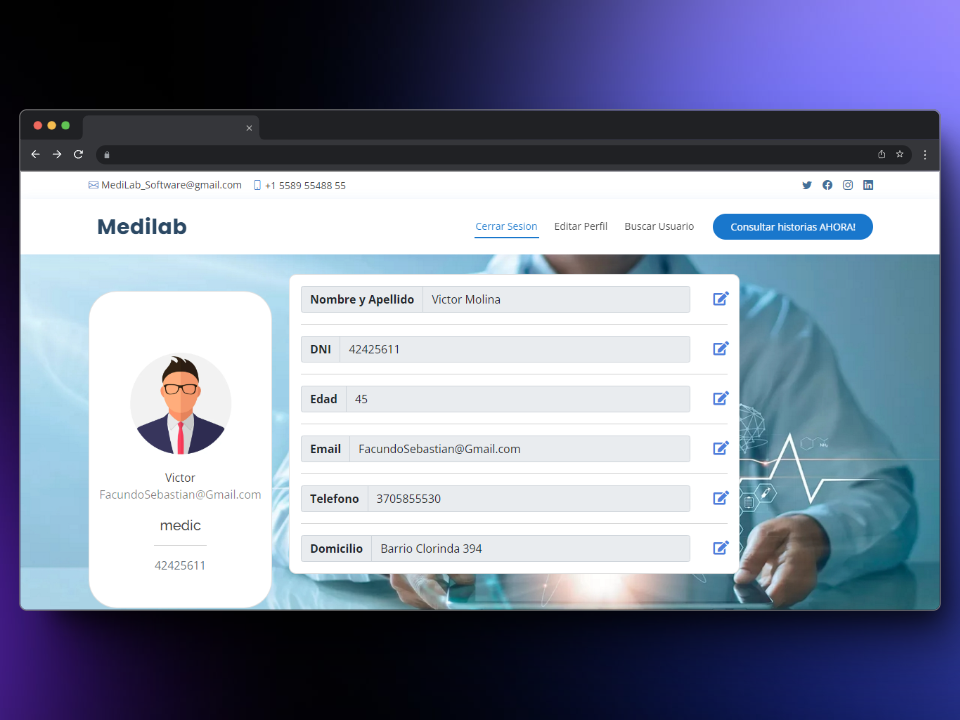 MediLab_Software@gmail.com +1 5589 55488 55
Medilab
Cerrar Sesion Editar Perfil Buscar Usuario Consultar historias AHORA!
Nombre y Apellido Victor Molina
DNI 42425611
Edad 45
Email FacundoSebastian@Gmail.com
Telefono 3705855530
Domicilio Barrio Clorinda 394
Victor
FacundoSebastian@Gmail.com
medic
42425611